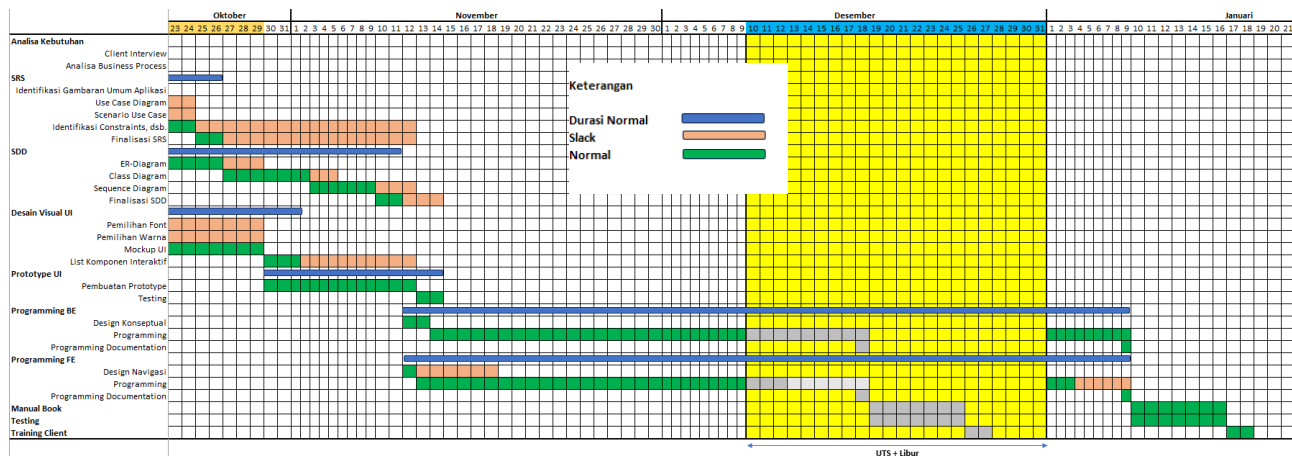 Oktober November Desember Januari
23 24 25 26 27 28 29 30 31 1 2 3 4 5 6 7 8 9 10 11 12 13 14 15 16 17 18 19 20 21 22 23 24 25 26 27 28 29 30 1 2 3 4 5 6 7 8 9 10 11 12 13 14 15 16 17 18 19 20 21 22 23 24 25 26 27 28 29 30 31 1 2 3 4 5 6 7 8 9 10 11 12 13 14 15 16 17 18 19 20 21
Analisa Kebutuhan
Client Interview
Analisa Business Process
SRS
Identifikasi Gambaran Umum Aplikasi
Use Case Diagram
Scenario Use Case
Identifikasi Constraints, dsb.
Finalisasi SRS
SDD
ER-Diagram
Class Diagram
Sequence Diagram
Finalisasi SDD
Desain Visual UI
Pemilihan Font
Pemilihan Warna
Mockup UI
List Komponen Interaktif
Prototype UI
Pembuatan Prototype
Testing
Programming BE
Design Konseptual
Programming
Programming Documentation
Programming FE
Design Navigasi
Programming
Programming Documentation
Manual Book
Testing
Training Client
Keterangan
Durasi Normal
Slack
Normal
UTS + Libur